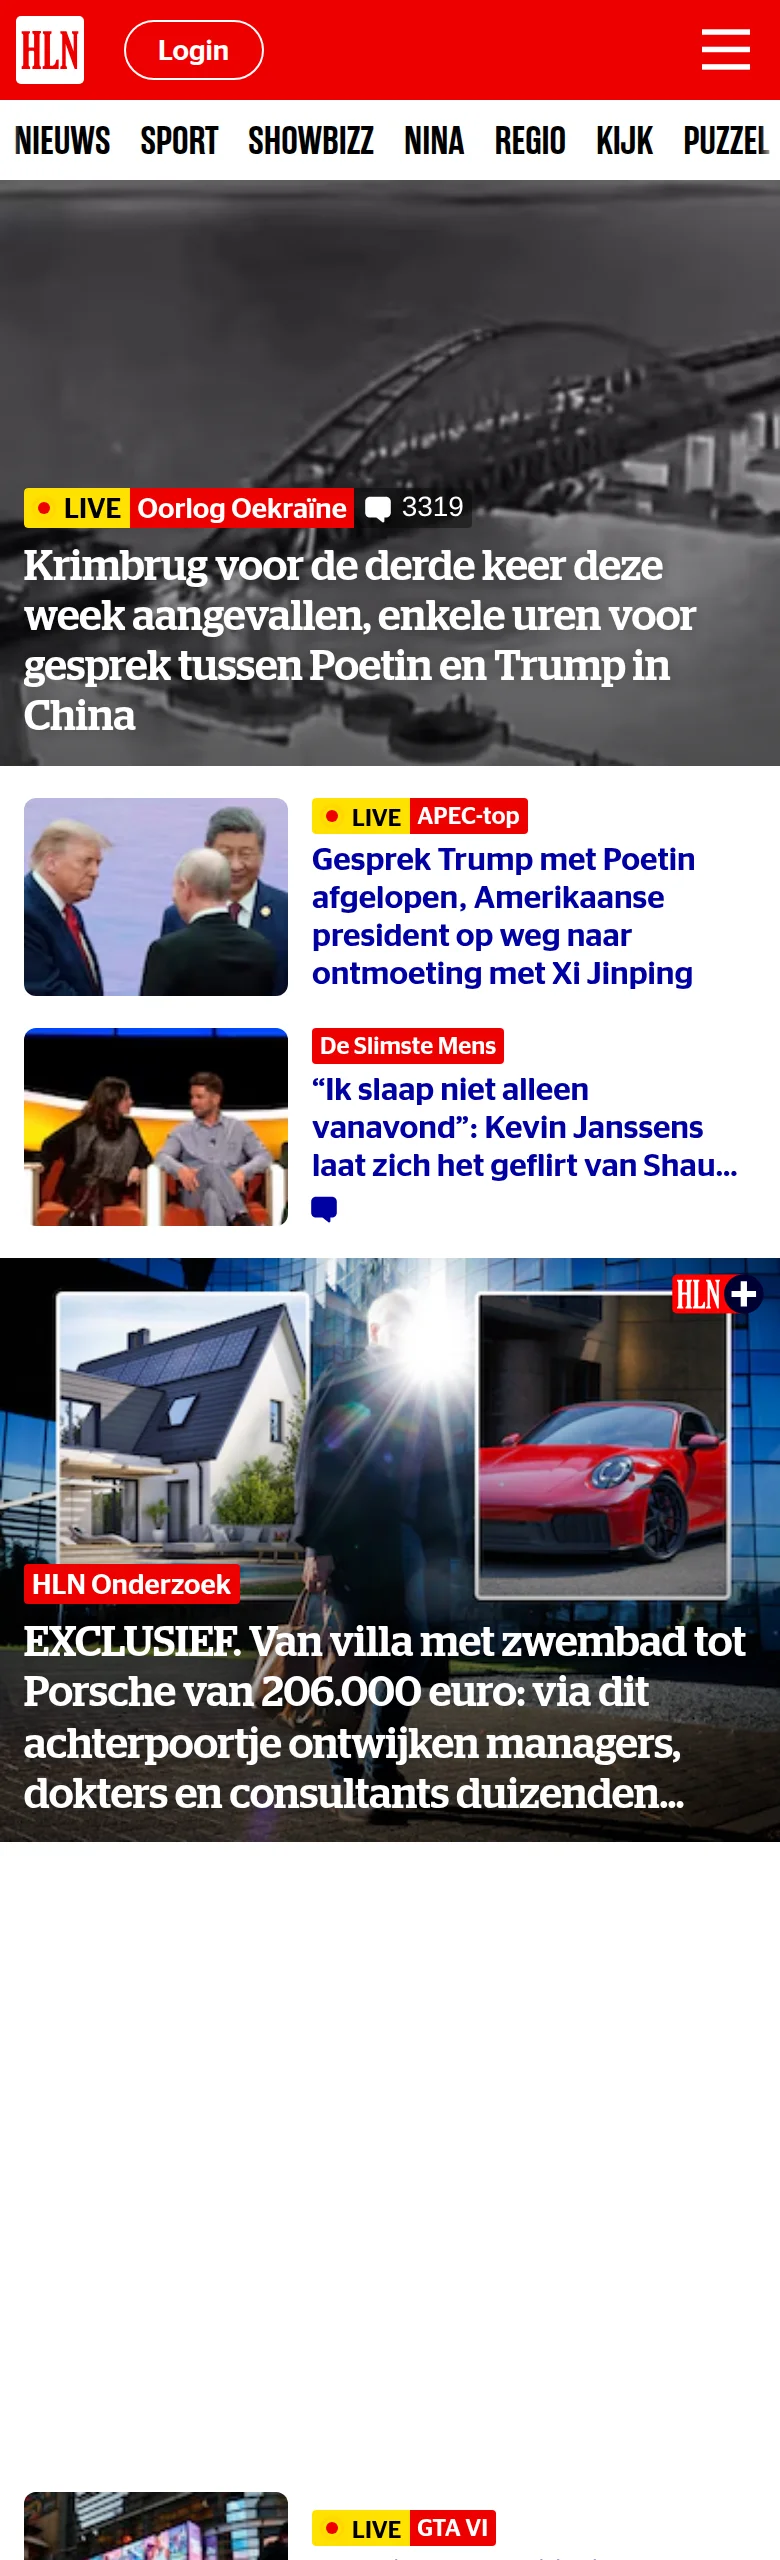 HLN
Login
NIEUWS SPORT SHOWBIZZ NINA REGIO KIJK PUZZEL
LIVE Oorlog Oekraïne 3319
Krimbrug voor de derde keer deze
week aangevallen, enkele uren voor
gesprek tussen Poetin en Trump in
China
LIVE APEC-top
Gesprek Trump met Poetin
afgelopen, Amerikaanse
president op weg naar
ontmoeting met Xi Jinping
De Slimste Mens
“Ik slaap niet alleen
vanavond”: Kevin Janssens
laat zich het geflirt van Shau...
HLN+
HLN Onderzoek
EXCLUSIEF. Van villa met zwembad tot
Porsche van 206.000 euro: via dit
achterpoortje ontwijken managers,
dokters en consultants duizenden...
LIVE GTA VI